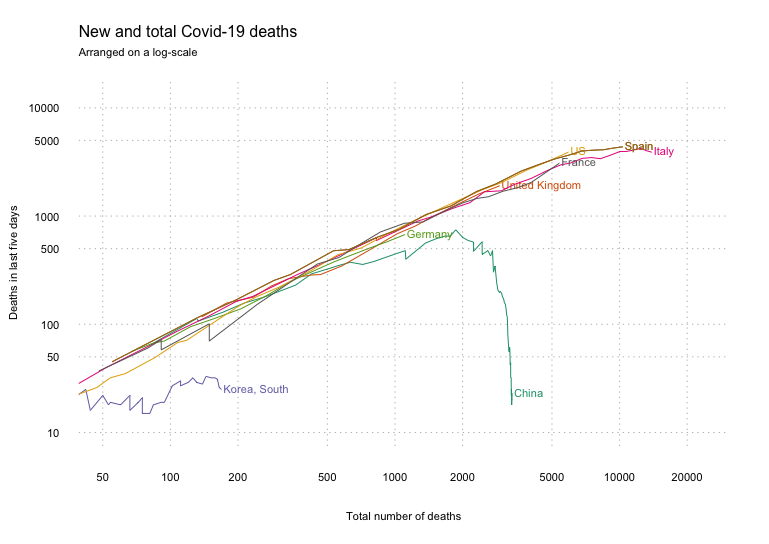 New and total Covid-19 deaths
Arranged on a log-scale
10000
5000
1000
500
100
50
10
Deaths in last five days
US
Spain
Italy
France
United Kingdom
Germany
Korea, South
China
50
100
200
500
1000
2000
5000
10000
20000
Total number of deaths